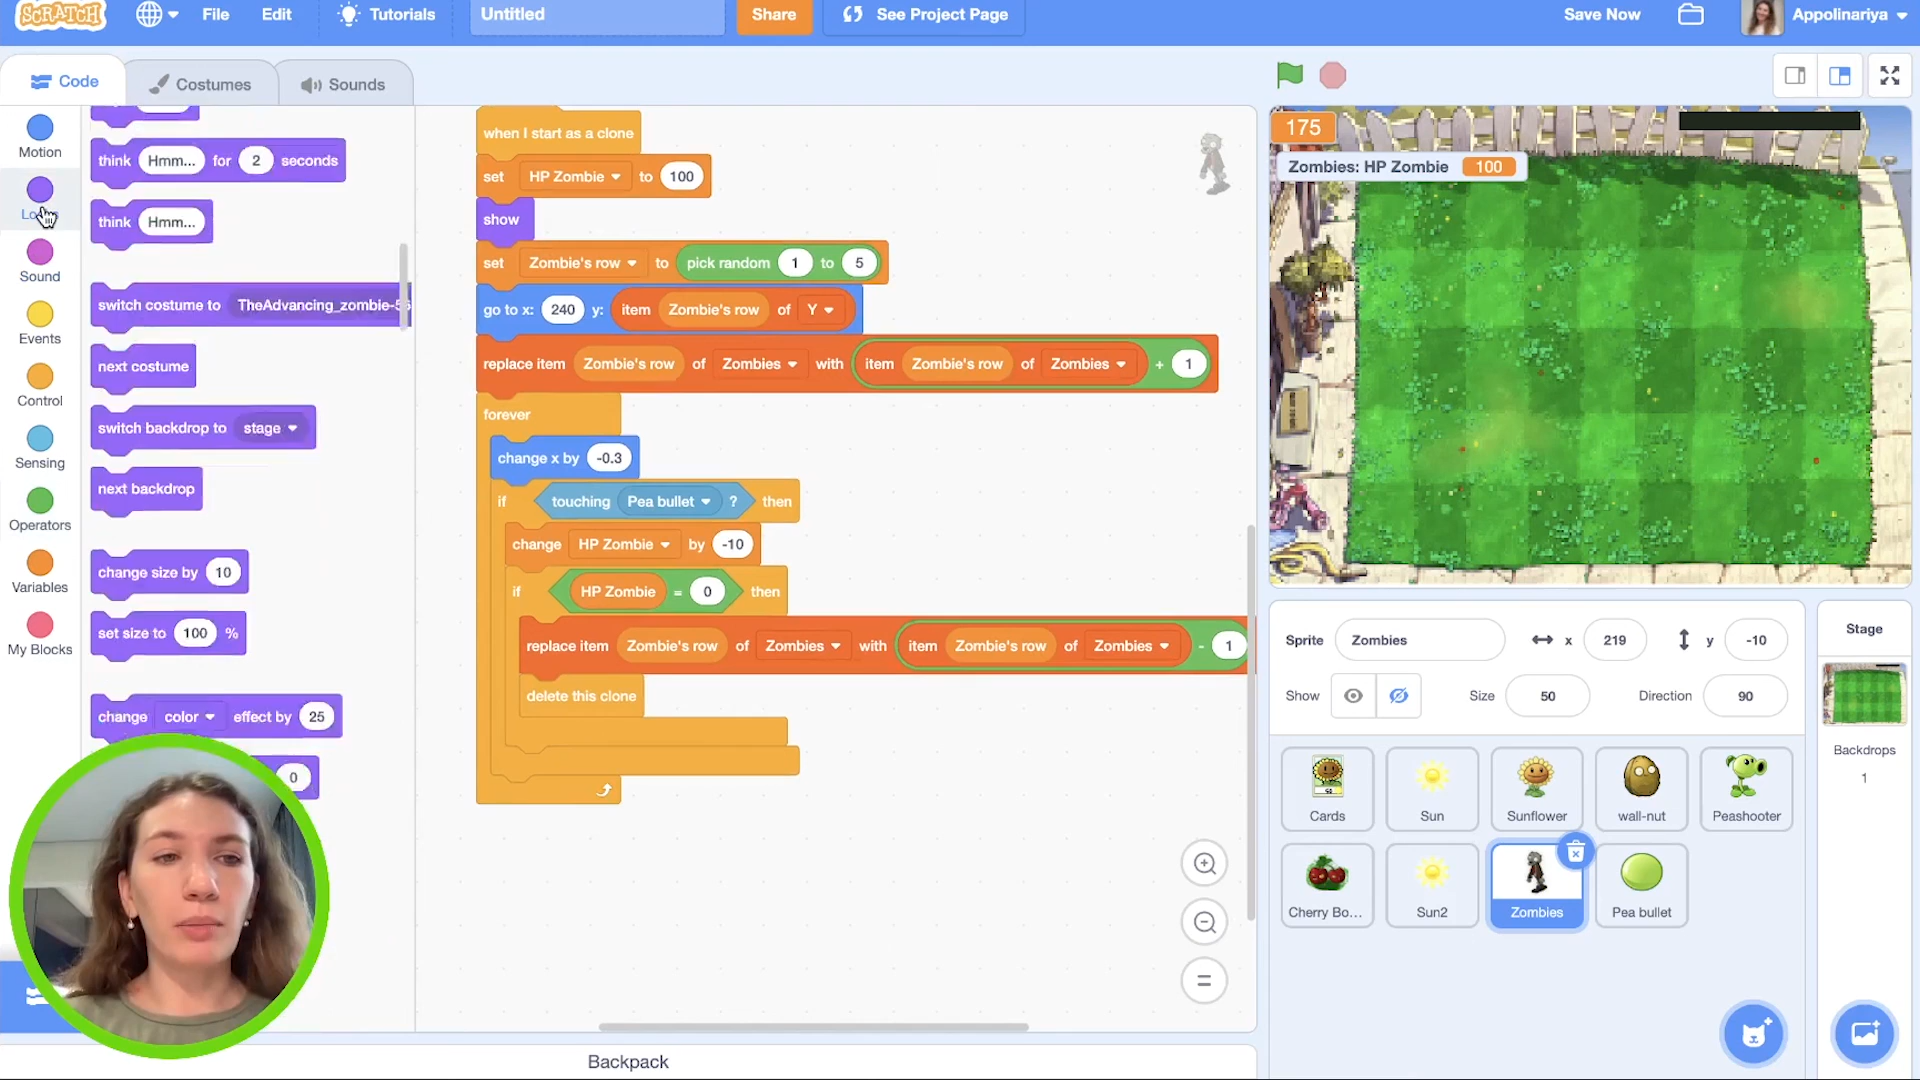 SCRATCH
File
Edit
Tutorials
Untitled
Share
See Project Page
Save Now
Appolinariya
Code
Costumes
Sounds
Motion
Sound
Events
Control
Sensing
Operators
Variables
My Blocks
think Hmm... for 2 seconds
think Hmm...
switch costume to TheAdvancing_zombie-5
next costume
switch backdrop to stage
next backdrop
change size by 10
set size to 100 %
change color effect by 25
0
when I start as a clone
set HP Zombie to 100
show
set Zombie's row to pick random 1 to 5
go to x: 240 y: item Zombie's row of Y
replace item Zombie's row of Zombies with item Zombie's row of Zombies + 1
forever
change x by -0.3
if touching Pea bullet ? then
change HP Zombie by -10
if HP Zombie = 0 then
replace item Zombie's row of Zombies with item Zombie's row of Zombies - 1
delete this clone
Backpack
175
Zombies: HP Zombie 100
Sprite Zombies x 219 y -10
Show Size 50 Direction 90
Cards
Sun
Sunflower
wall-nut
Peashooter
Cherry Bo...
Sun2
Zombies
Pea bullet
Stage
Backdrops
1